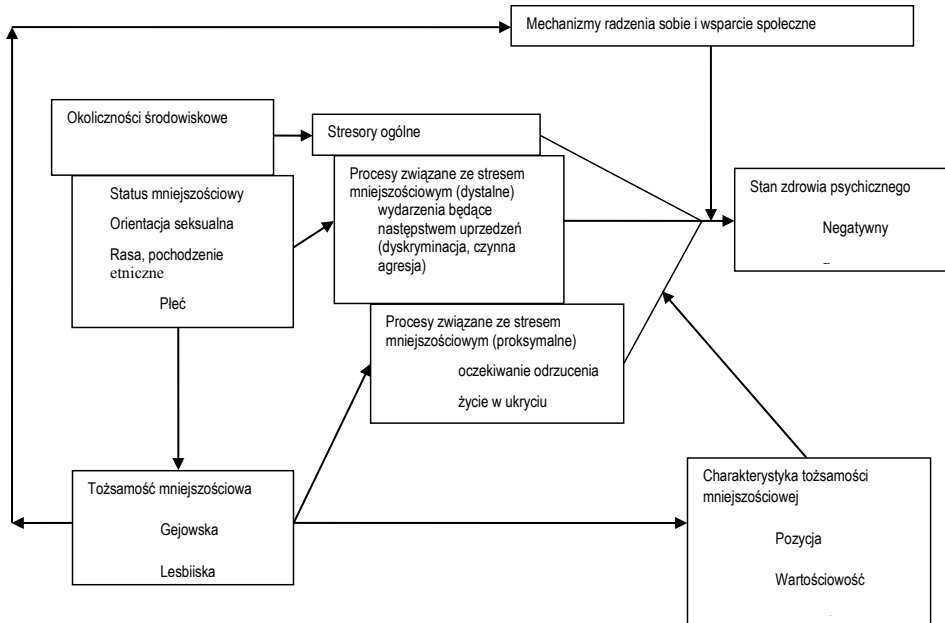 Mechanizmy radzenia sobie i wsparcie społeczne
Okoliczności środowiskowe
Stresory ogólne
Status mniejszościowy
Orientacja seksualna
Rasa, pochodzenie
etniczne
Płeć
Procesy związane ze stresem
mniejszościowym (dystalne)
wydarzenia będące
następstwem uprzedzeń
(dyskryminacja, czynna
agresja)
Stan zdrowia psychicznego
Negatywny
Procesy związane ze stresem
mniejszościowym (proksymalne)
oczekiwanie odrzucenia
życie w ukryciu
Tożsamość mniejszościowa
Gejowska
Lesbiiska
Charakterystyka tożsamości
mniejszościowej
Pozycja
Wartościowość